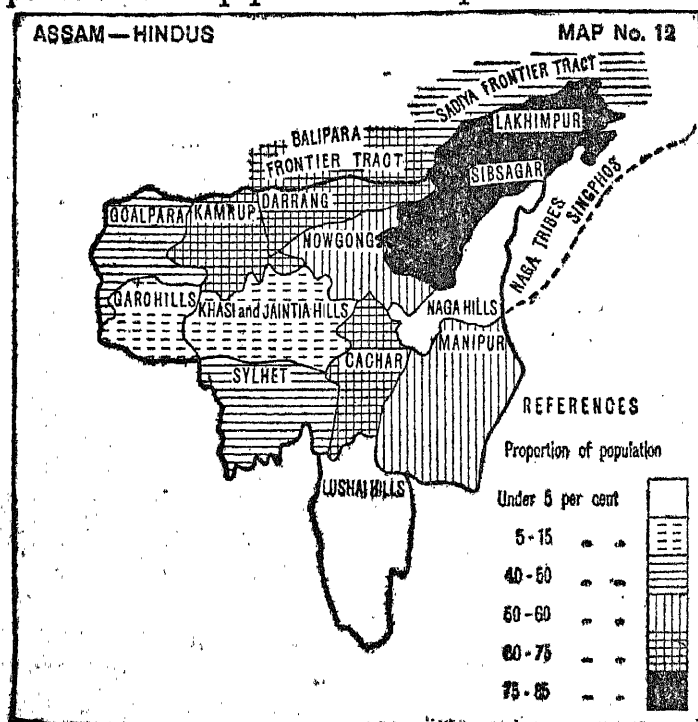 ASSAM—HINDUS
MAP No. 12
SADIYA FRONTIER TRACT
LAKHIMPUR
BALIPARA
FRONTIER TRACT
SIBSAGAR
DARRANG
GOALPARA
KAMRUP
NOWGONG
NAGA TRIBES
SINGPHOS
GARO HILLS
KHASI and JAINTIA HILLS
NAGA HILLS
MANIPUR
CACHAR
SYLHET
LUSHAI HILLS
REFERENCES
Proportion of population
Under 5 per cent
5-15 " "
40-50 " "
50-60 " "
60-75 " "
75-85 " "